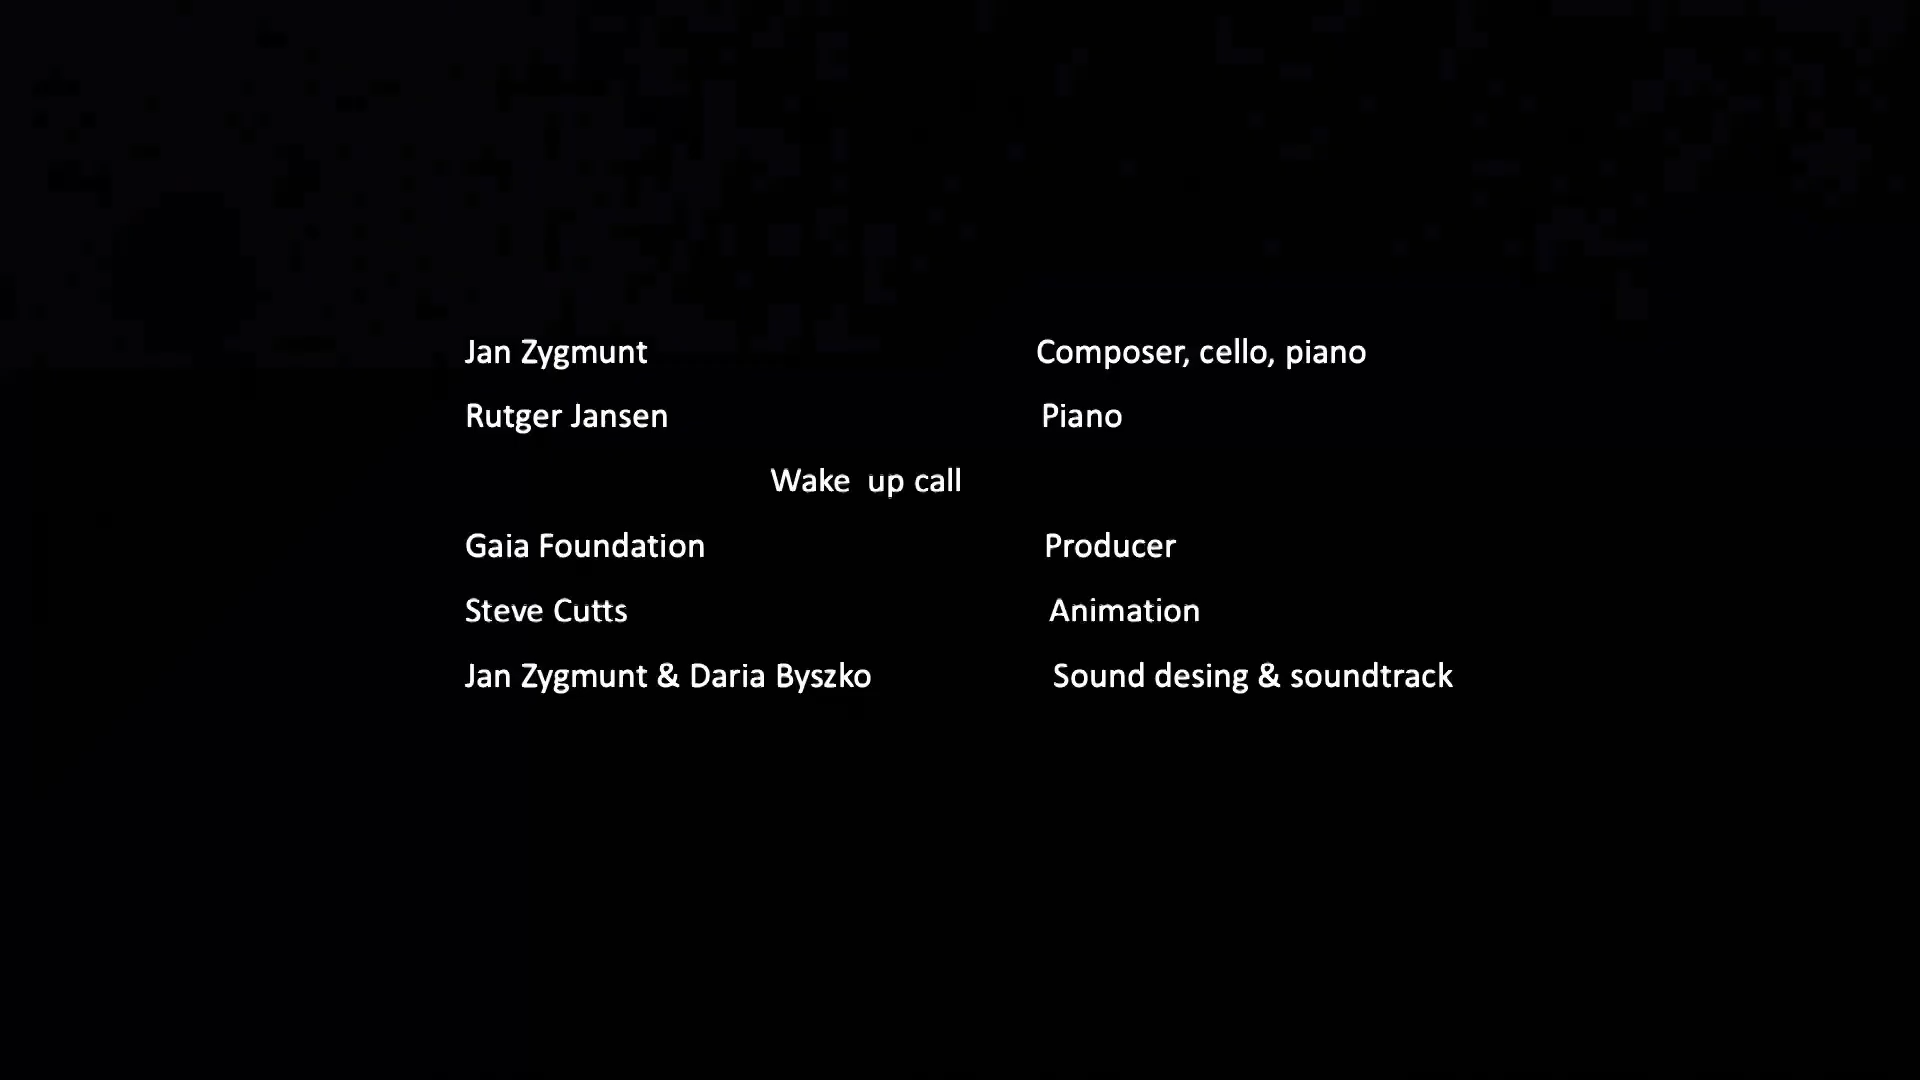 Jan Zygmunt Composer, cello, piano
Rutger Jansen Piano
Wake up call
Gaia Foundation Producer
Steve Cutts Animation
Jan Zygmunt & Daria Byszko Sound desing & soundtrack